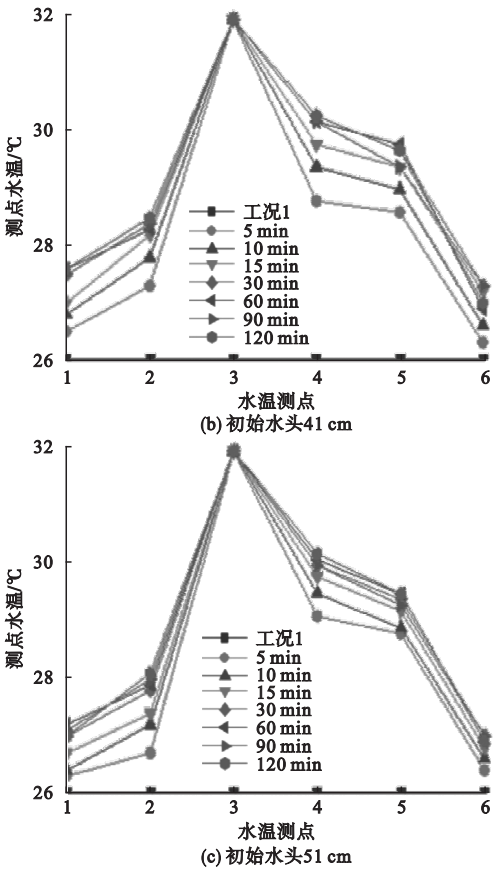 32
30
28
26
测点水温/℃
工况1
5 min
10 min
15 min
30 min
60 min
90 min
120 min
1 2 3 4 5 6
水温测点
(b) 初始水头41 cm
32
30
28
26
测点水温/℃
工况1
5 min
10 min
15 min
30 min
60 min
90 min
120 min
1 2 3 4 5 6
水温测点
(c) 初始水头51 cm